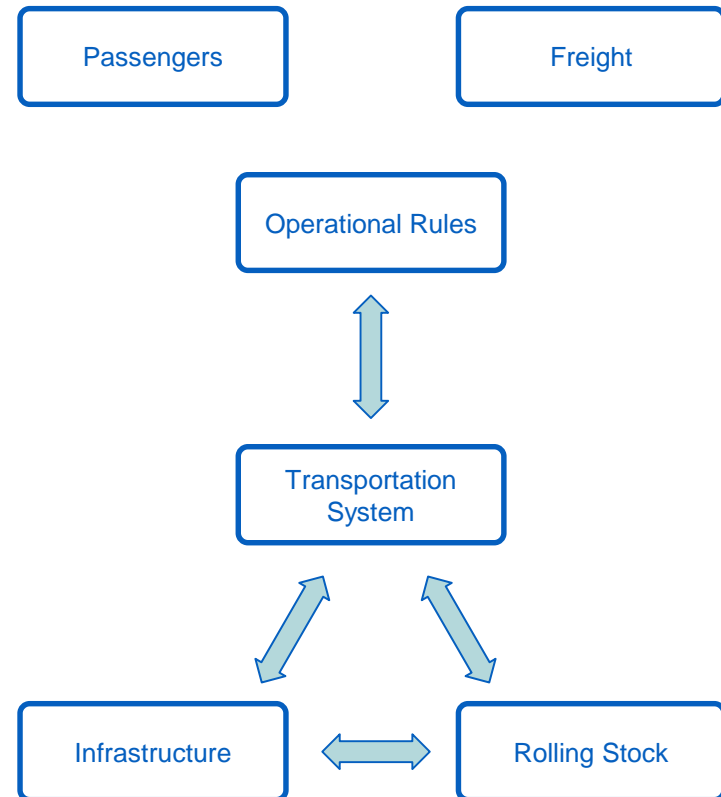 Passengers
Freight
Operational Rules
Transportation
System
Infrastructure
Rolling Stock